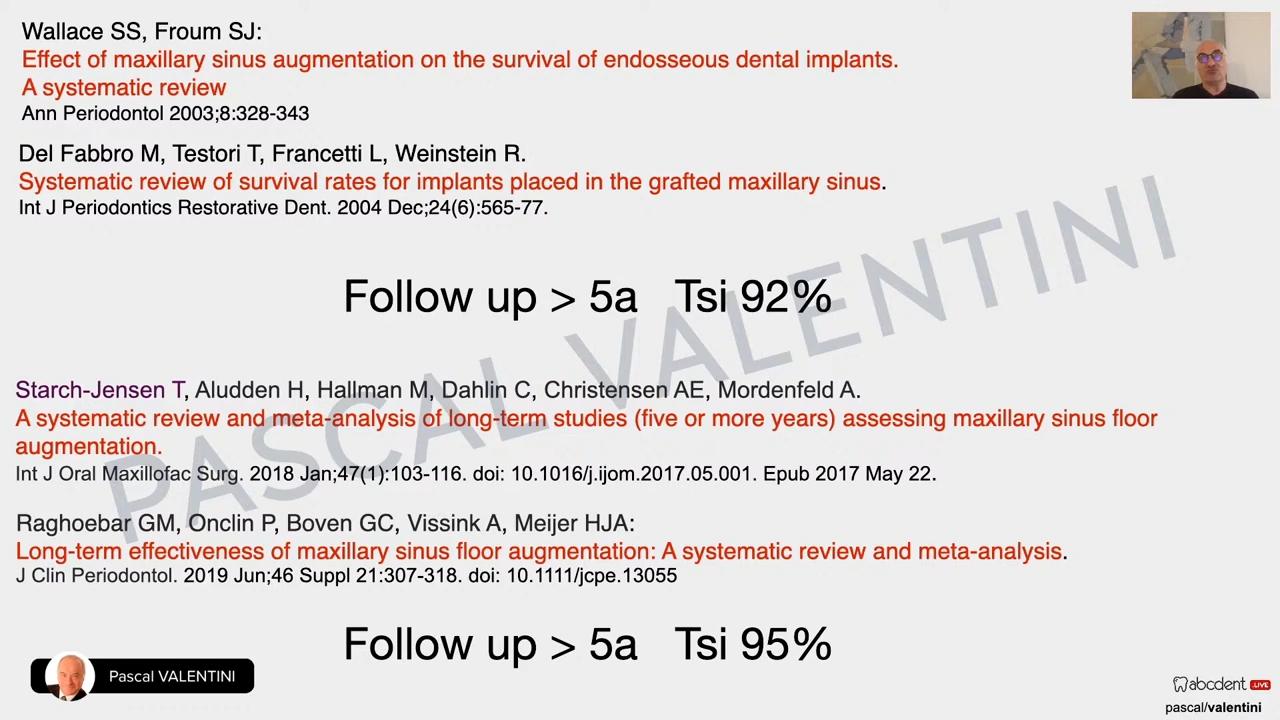 Wallace SS, Froum SJ:
Effect of maxillary sinus augmentation on the survival of endosseous dental implants.
A systematic review
Ann Periodontol 2003;8:328-343
Del Fabbro M, Testori T, Francetti L, Weinstein R.
Systematic review of survival rates for implants placed in the grafted maxillary sinus.
Int J Periodontics Restorative Dent. 2004 Dec;24(6):565-77.
Follow up > 5a Tsi 92%
PASCAL VALENTINI
Starch-Jensen T, Aludden H, Hallman M, Dahlin C, Christensen AE, Mordenfeld A.
A systematic review and meta-analysis of long-term studies (five or more years) assessing maxillary sinus floor
augmentation.
Int J Oral Maxillofac Surg. 2018 Jan;47(1):103-116. doi: 10.1016/j.ijom.2017.05.001. Epub 2017 May 22.
Raghoebar GM, Onclin P, Boven GC, Vissink A, Meijer HJA:
Long-term effectiveness of maxillary sinus floor augmentation: A systematic review and meta-analysis.
J Clin Periodontol. 2019 Jun;46 Suppl 21:307-318. doi: 10.1111/jcpe.13055
Follow up > 5a Tsi 95%
Pascal VALENTINI
abcdent LIVE
pascal/valentini